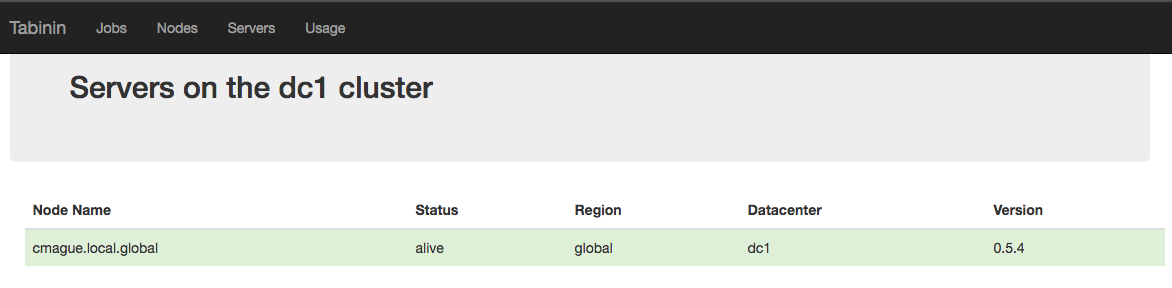 Tabinin Jobs Nodes Servers Usage
Servers on the dc1 cluster
Node Name Status Region Datacenter Version
cmague.local.global alive global dc1 0.5.4